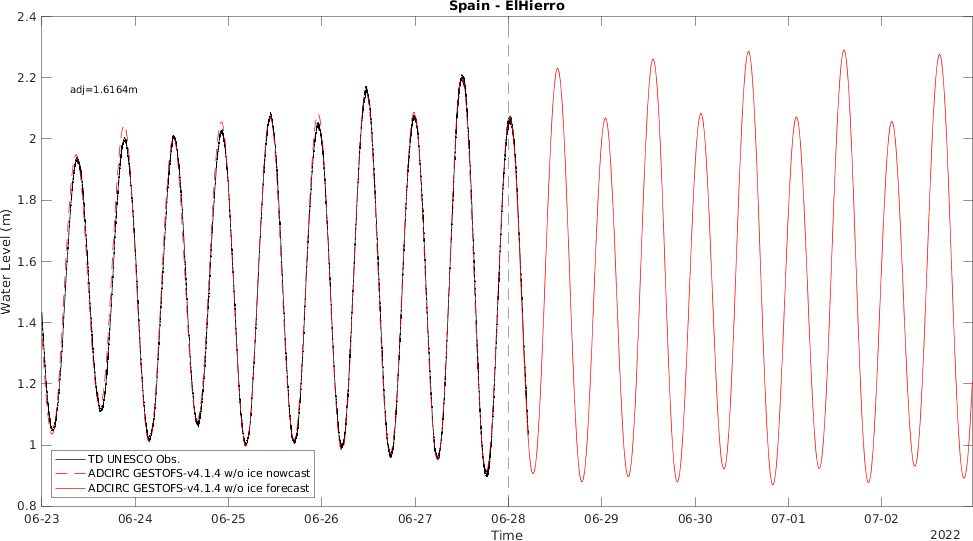 Spain - ElHierro
2.4
2.2
2
1.8
1.6
1.4
1.2
1
0.8
Water Level (m)
adj=1.6164m
TD UNESCO Obs.
ADCIRC GESTOFS-v4.1.4 w/o ice nowcast
ADCIRC GESTOFS-v4.1.4 w/o ice forecast
06-23 06-24 06-25 06-26 06-27 06-28 06-29 06-30 07-01 07-02
Time
2022